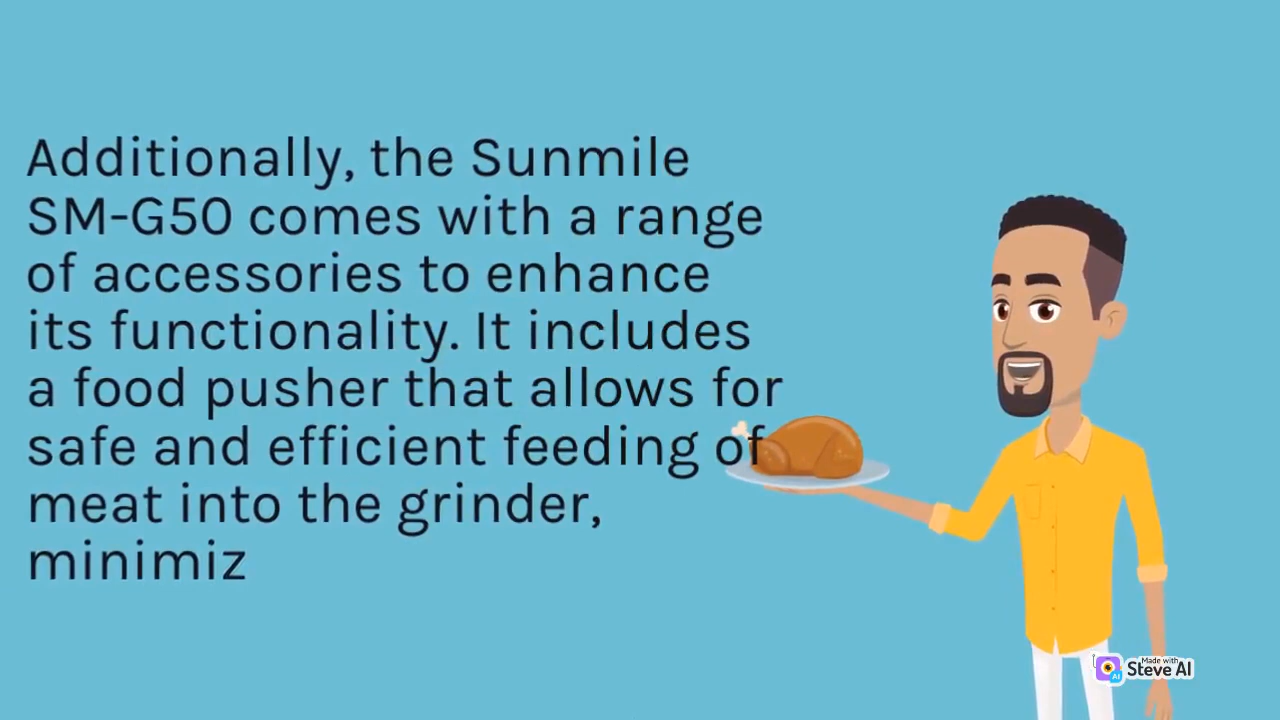 Additionally, the Sunmile
SM-G50 comes with a range
of accessories to enhance
its functionality. It includes
a food pusher that allows for
safe and efficient feeding of
meat into the grinder,
minimiz
Made with
Steve AI
AI